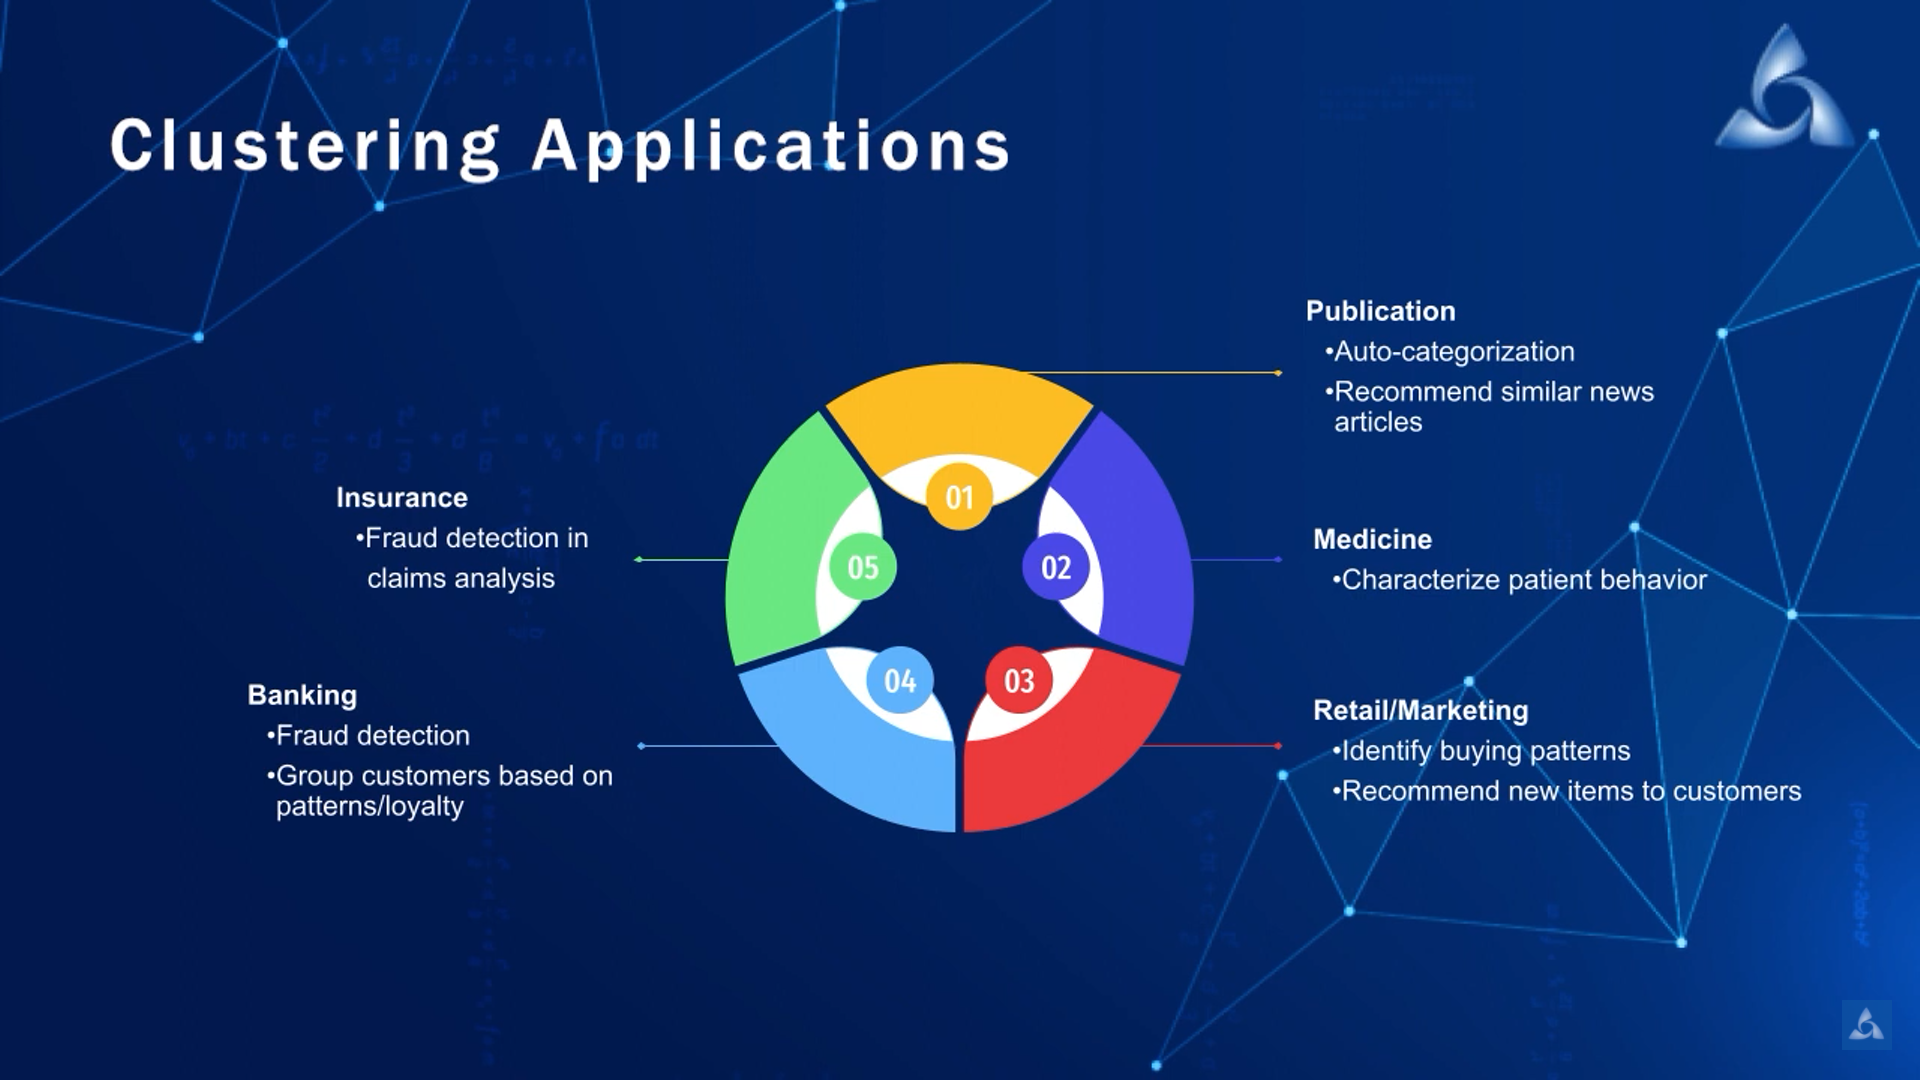 Clustering Applications
Publication
•Auto-categorization
•Recommend similar news
articles
01
Insurance
•Fraud detection in
claims analysis
05
02
Medicine
•Characterize patient behavior
04
03
Banking
•Fraud detection
•Group customers based on
patterns/loyalty
Retail/Marketing
•Identify buying patterns
•Recommend new items to customers